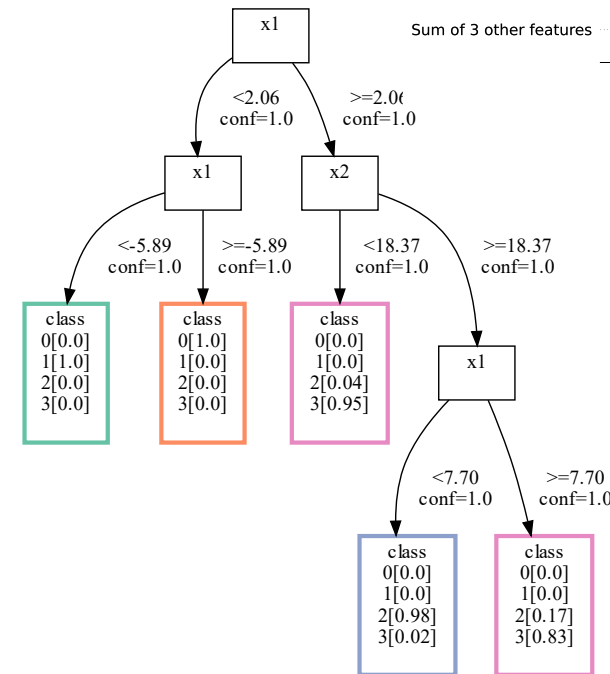 x1
Sum of 3 other features
<2.06
conf=1.0
>=2.06
conf=1.0
x1
x2
<-5.89
conf=1.0
>=-5.89
conf=1.0
<18.37
conf=1.0
>=18.37
conf=1.0
class
0[0.0]
1[1.0]
2[0.0]
3[0.0]
class
0[1.0]
1[0.0]
2[0.0]
3[0.0]
class
0[0.0]
1[0.0]
2[0.04]
3[0.95]
x1
<7.70
conf=1.0
>=7.70
conf=1.0
class
0[0.0]
1[0.0]
2[0.98]
3[0.02]
class
0[0.0]
1[0.0]
2[0.17]
3[0.83]